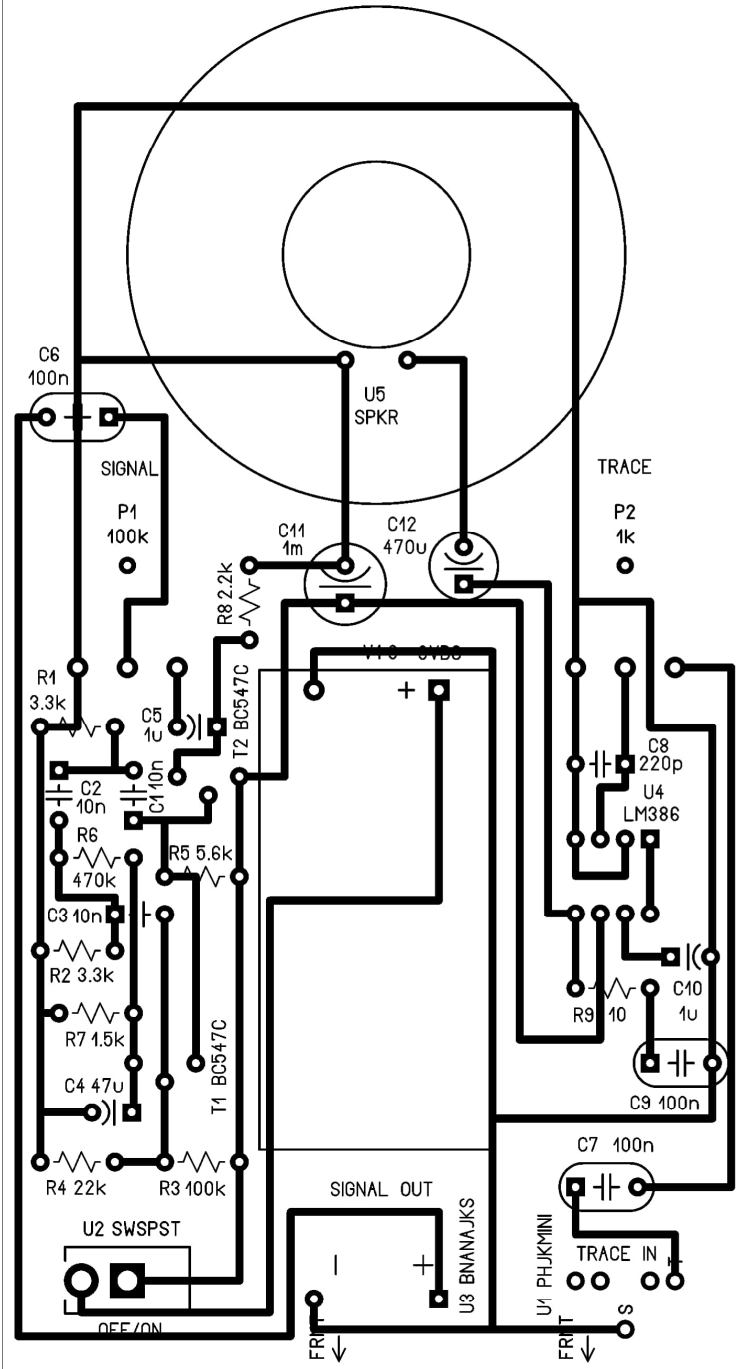 C6
100n
U5
SPKR
SIGNAL
TRACE
P1
100k
C11
1m
C12
470u
P2
1k
R8 2.2k
+
R1
3.3k
C5
1u
T2 BC547C
C8
220p
C2
10n
C1 10n
U4
LM386
R6
470k
R5 5.6k
C3 10n
R2 3.3k
R9 10
C10
1u
R7 1.5k
T1 BC547C
C4 47u
C9 100n
C7 100n
R4 22k
R3 100k
SIGNAL OUT
U2 SWSPST
U3 BNANAJKS
U1 PHJKMINI
TRACE IN
T
- +
S
OFF/ON
FRNT
FRNT